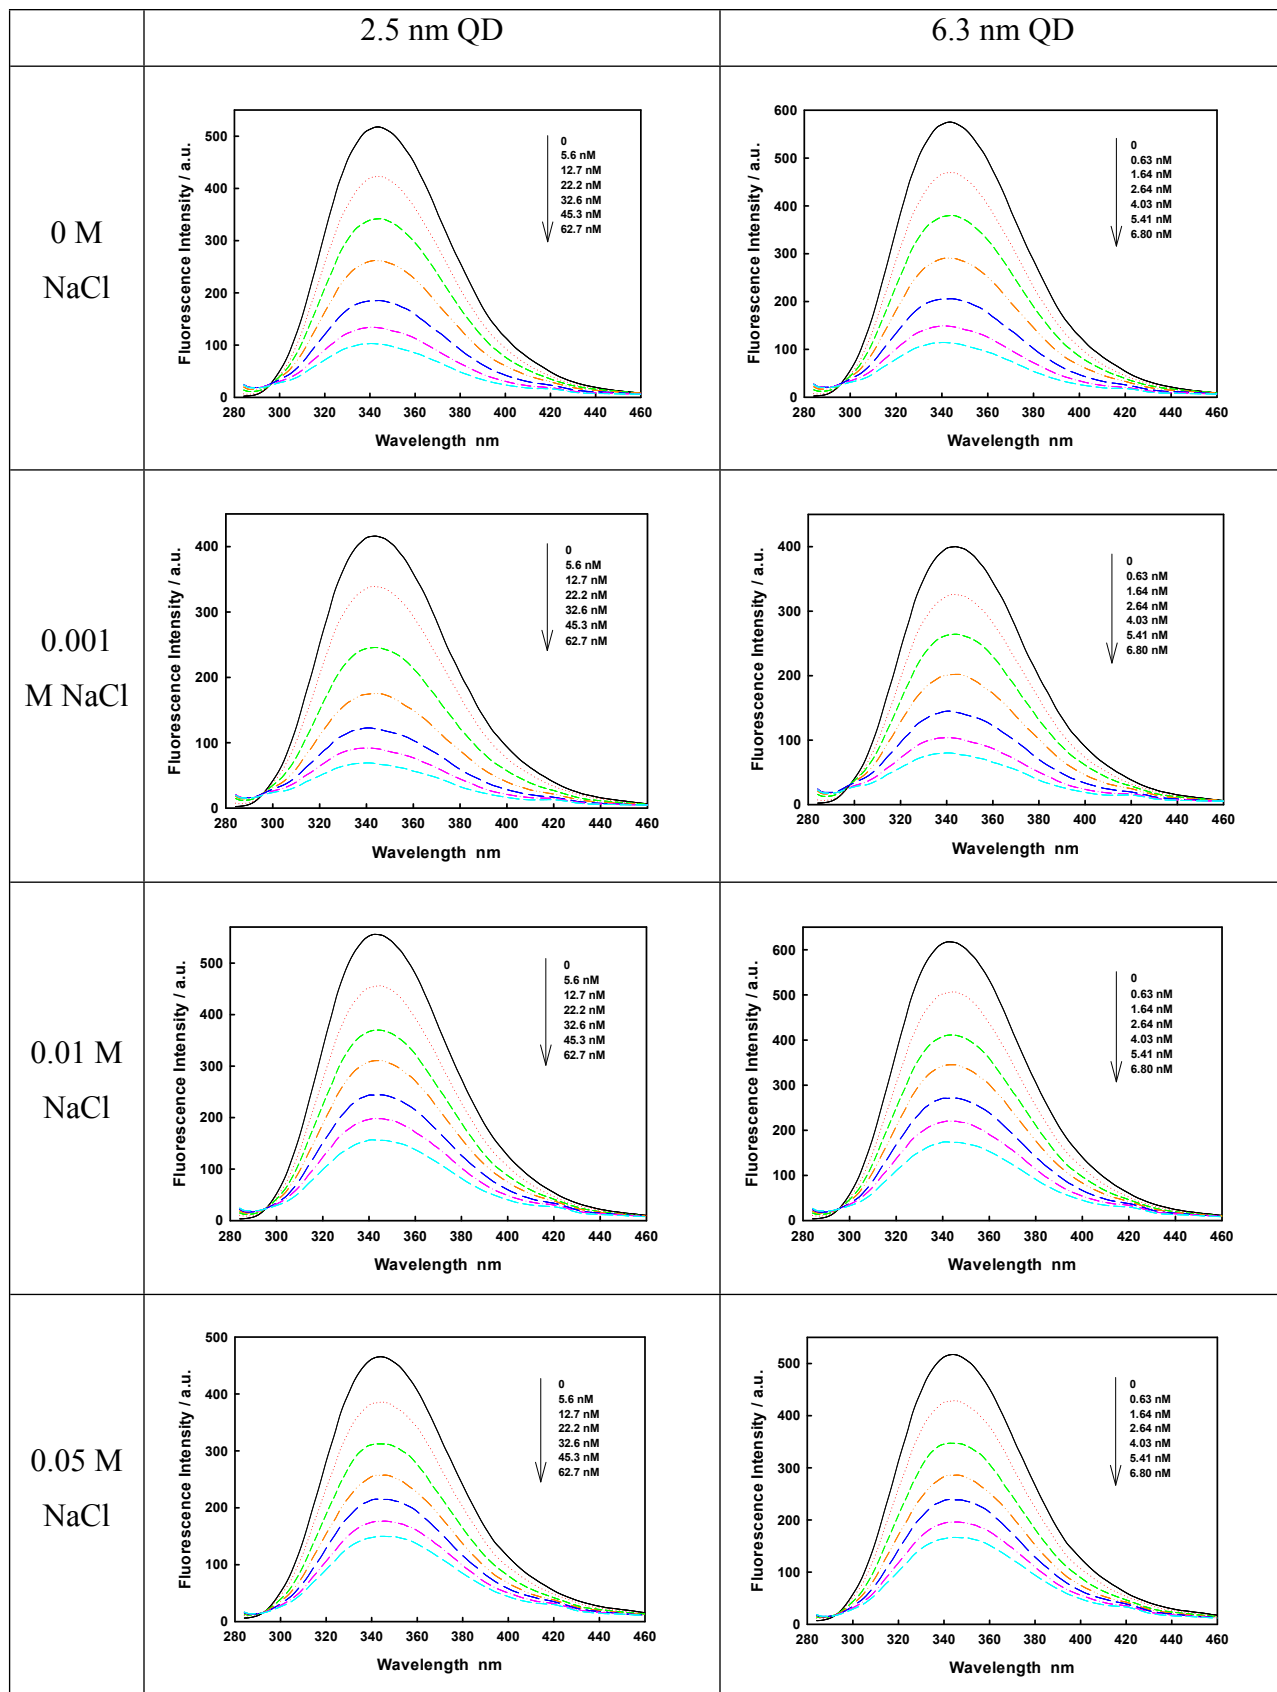 2.5 nm QD
6.3 nm QD
0 M
NaCl
Fluorescence Intensity / a.u.
500
400
300
200
100
0
280 300 320 340 360 380 400 420 440 460
Wavelength nm
0
5.6 nM
12.7 nM
22.2 nM
32.6 nM
45.3 nM
62.7 nM
Fluorescence Intensity / a.u.
600
500
400
300
200
100
0
280 300 320 340 360 380 400 420 440 460
Wavelength nm
0
0.63 nM
1.64 nM
2.64 nM
4.03 nM
5.41 nM
6.80 nM
0.001
M NaCl
Fluorescence Intensity / a.u.
400
300
200
100
0
280 300 320 340 360 380 400 420 440 460
Wavelength nm
0
5.6 nM
12.7 nM
22.2 nM
32.6 nM
45.3 nM
62.7 nM
Fluorescence Intensity / a.u.
400
300
200
100
0
280 300 320 340 360 380 400 420 440 460
Wavelength nm
0
0.63 nM
1.64 nM
2.64 nM
4.03 nM
5.41 nM
6.80 nM
0.01 M
NaCl
Fluorescence Intensity / a.u.
500
400
300
200
100
0
280 300 320 340 360 380 400 420 440 460
Wavelength nm
0
5.6 nM
12.7 nM
22.2 nM
32.6 nM
45.3 nM
62.7 nM
Fluorescence Intensity / a.u.
600
500
400
300
200
100
0
280 300 320 340 360 380 400 420 440 460
Wavelength nm
0
0.63 nM
1.64 nM
2.64 nM
4.03 nM
5.41 nM
6.80 nM
0.05 M
NaCl
Fluorescence Intensity / a.u.
500
400
300
200
100
0
280 300 320 340 360 380 400 420 440 460
Wavelength nm
0
5.6 nM
12.7 nM
22.2 nM
32.6 nM
45.3 nM
62.7 nM
Fluorescence Intensity / a.u.
500
400
300
200
100
0
280 300 320 340 360 380 400 420 440 460
Wavelength nm
0
0.63 nM
1.64 nM
2.64 nM
4.03 nM
5.41 nM
6.80 nM